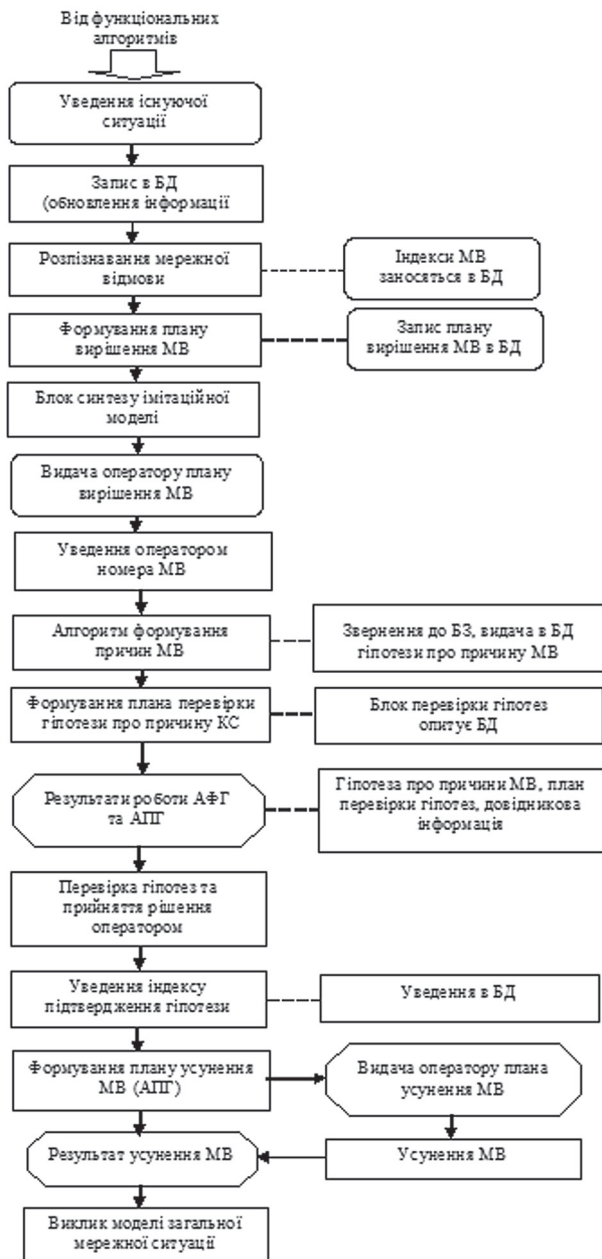 Від функціональних
алгоритмів
Уведення існуючої
ситуації
Запис в БД
(обновлення інформації
Розпізнавання мережної
відмови
Індекси МВ
заносяться в БД
Формування плану
вирішення МВ
Запис плану
вирішення МВ в БД
Блок синтезу імітаційної
моделі
Видача оператору плану
вирішення МВ
Уведення оператором
номера МВ
Алгоритм формування
причин МВ
Звернення до БЗ, видача в БД
гіпотези про причину МВ
Формування плана перевірки
гіпотези про причину КС
Блок перевірки гіпотез
опитує БД
Результати роботи АФГ
та АПГ
Гіпотеза про причини МВ, план
перевірки гіпотез, довідникова
інформація
Перевірка гіпотез та
прийняття рішення
оператором
Уведення індексу
підтвердження гіпотези
Уведення в БД
Формування плану усунення
МВ (АПГ)
Видача оператору плана
усунення МВ
Результат усунення МВ
Усунення МВ
Виклик моделі загальної
мережної ситуації